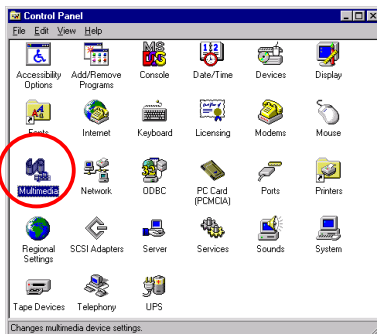 Control Panel
File Edit View Help
Accessibility Options
Add/Remove Programs
Console
Date/Time
Devices
Display
Fonts
Internet
Keyboard
Licensing
Modems
Mouse
Multimedia
Network
ODBC
PC Card (PCMCIA)
Ports
Printers
Regional Settings
SCSI Adapters
Server
Services
Sounds
System
Tape Devices
Telephony
UPS
Changes multimedia device settings.